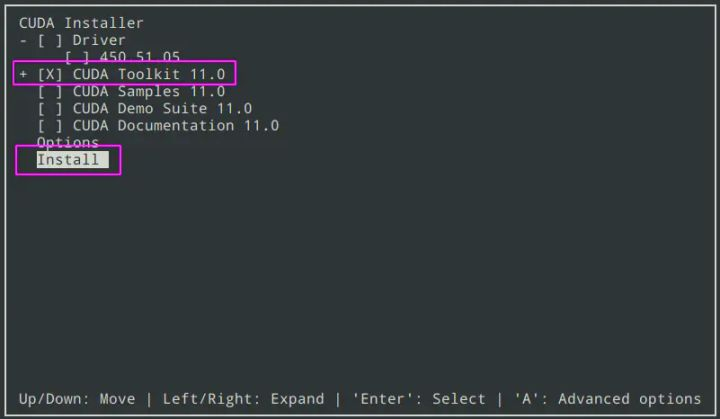 CUDA Installer
- [ ] Driver
[ ] 450.51.05
+ [X] CUDA Toolkit 11.0
[ ] CUDA Samples 11.0
[ ] CUDA Demo Suite 11.0
[ ] CUDA Documentation 11.0
Options
Install
Up/Down: Move | Left/Right: Expand | 'Enter': Select | 'A': Advanced options